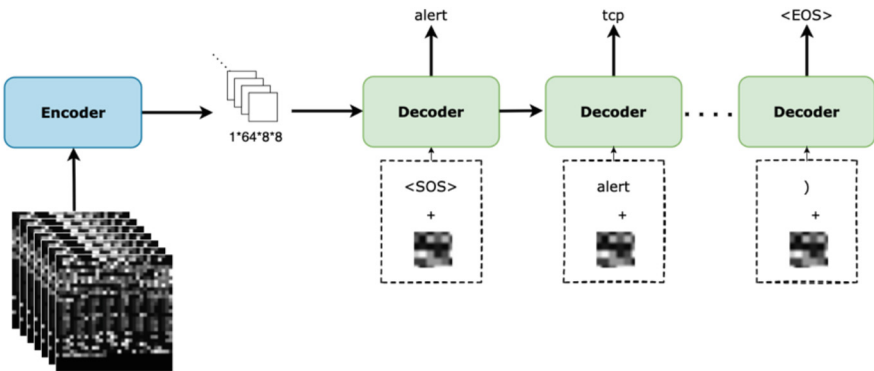 alert
tcp
<EOS>
Encoder
1*64*8*8
Decoder
Decoder
Decoder
<SOS>
+
alert
+
)
+